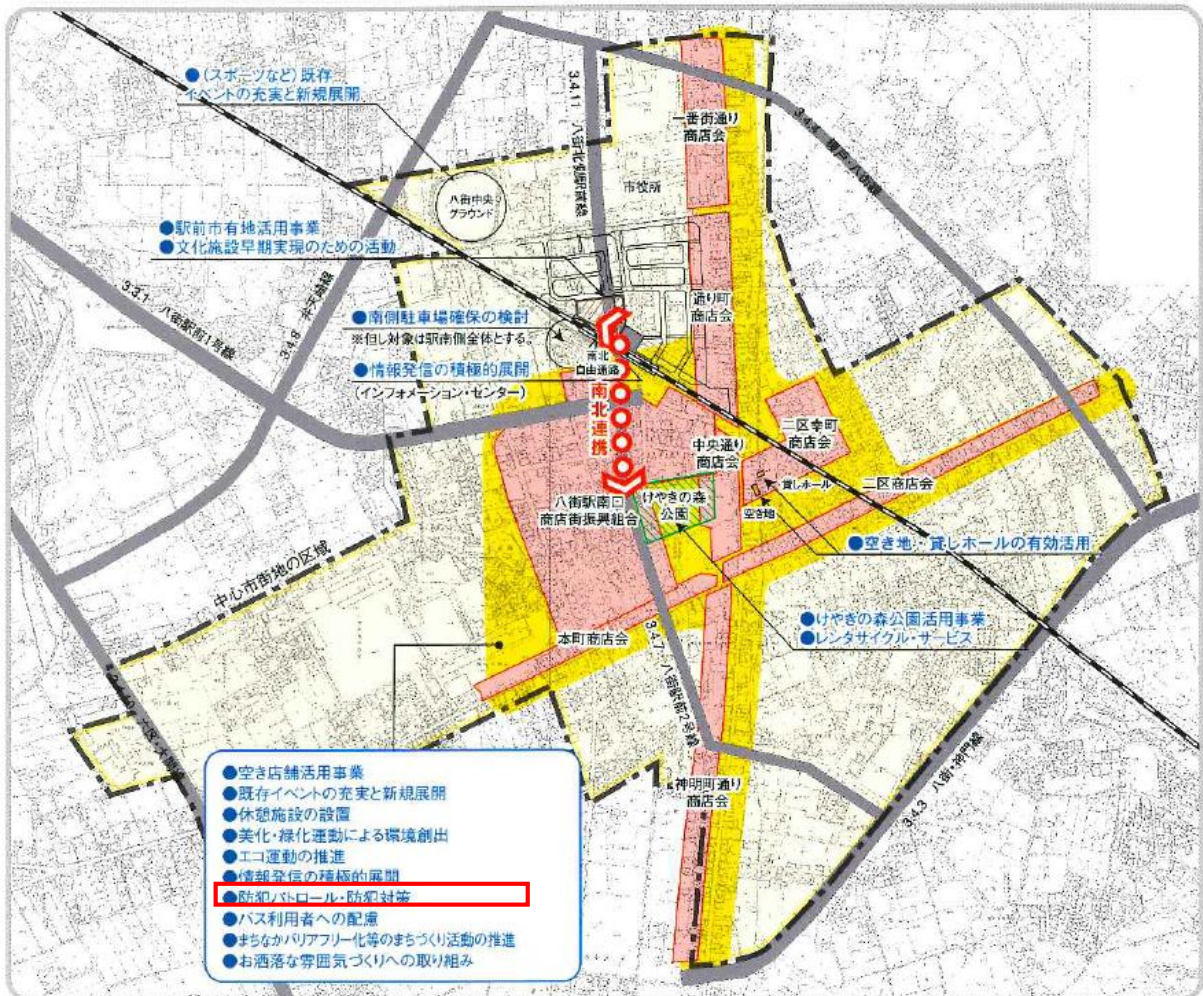 ●(スポーツなど)既存
イベントの充実と新規展開
3.4.11 八街北側駅前線
一番街通り
商店会
市役所
八街中央
グラウンド
●駅前市有地活用事業
●文化施設早期実現のための活動
3.3.1 八街駅前1号線
3.4.8
通り町
商店会
●南側駐車場確保の検討
※但し対象は駅南側全体とする。
南北
自由通路
●情報発信の積極的展開
(インフォメーション・センター)
南北連携
二区幸町
商店会
中央通り
商店会
貸しホール
二区商店会
けやきの森
公園
空き地
八街駅南口
商店街振興組合
●空き地・貸しホールの有効活用
中心市街地の区域
●けやきの森公園活用事業
●レンタサイクル・サービス
本町商店会
3.4.7 八街駅前2号線
神明町通り
商店会
3.4.3 八街・神門線
●空き店舗活用事業
●既存イベントの充実と新規展開
●休憩施設の設置
●美化・緑化運動による環境創出
●エコ運動の推進
●情報発信の積極的展開
●防犯パトロール・防犯対策
●バス利用者への配慮
●まちなかバリアフリー化等のまちづくり活動の推進
●お洒落な雰囲気づくりへの取り組み